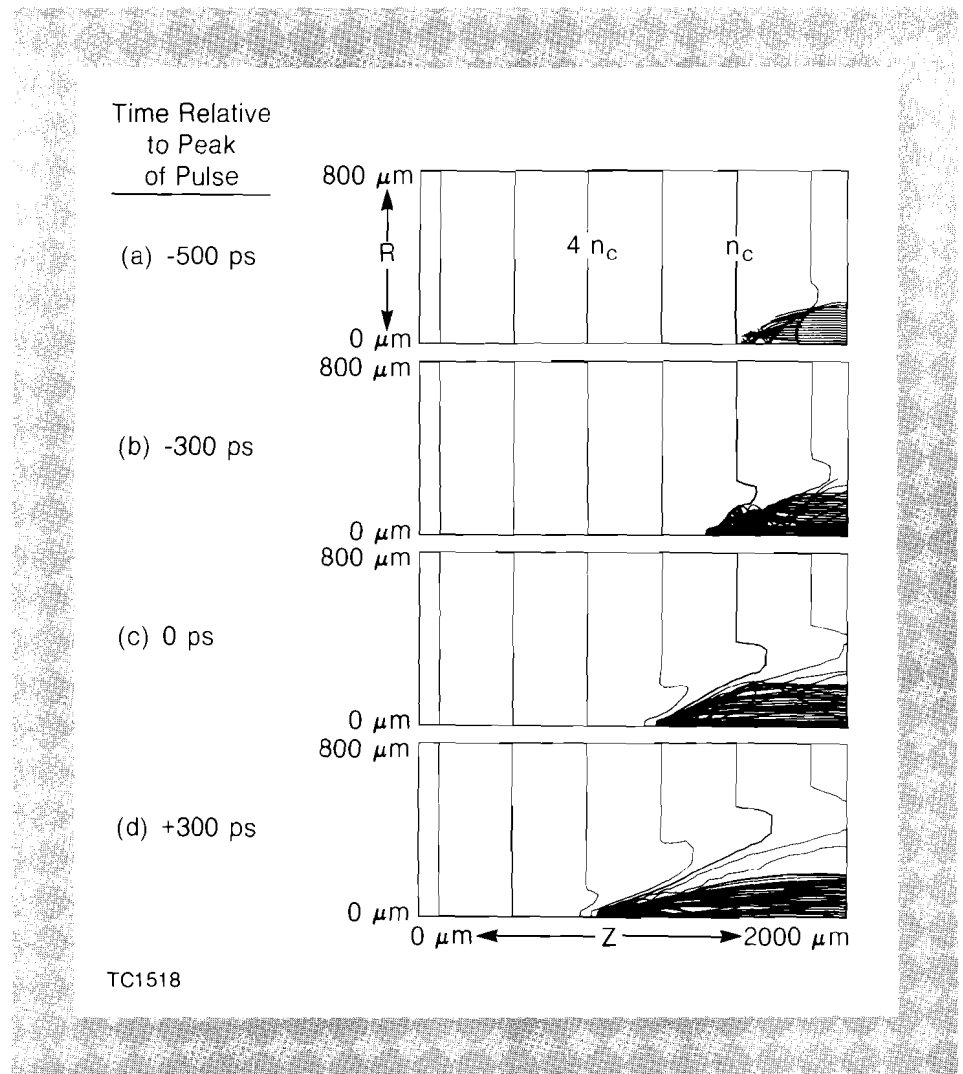 Time Relative
to Peak
of Pulse
800 μm
R
4 n_c
n_c
(a) -500 ps
0 μm
800 μm
(b) -300 ps
0 μm
800 μm
(c) 0 ps
0 μm
800 μm
(d) +300 ps
0 μm
0 μm Z 2000 μm
TC1518